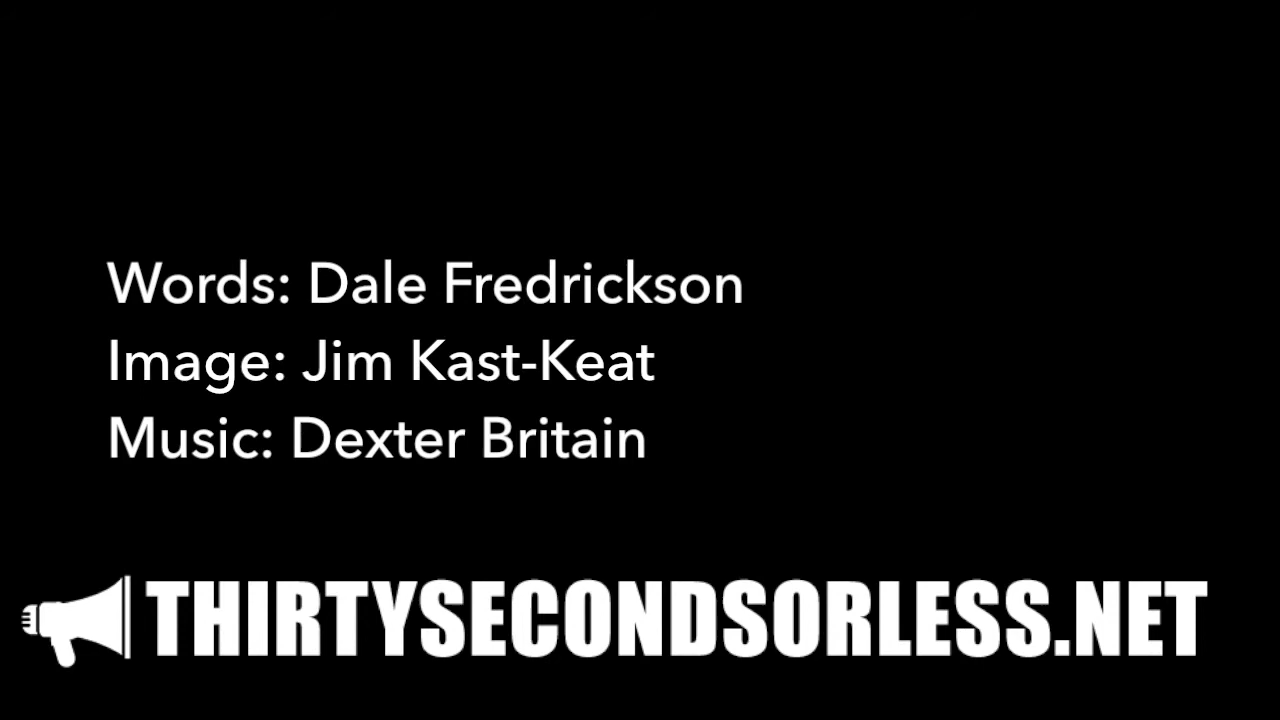 Words: Dale Fredrickson
Image: Jim Kast-Keat
Music: Dexter Britain
THIRTYSECONDSORLESS.NET